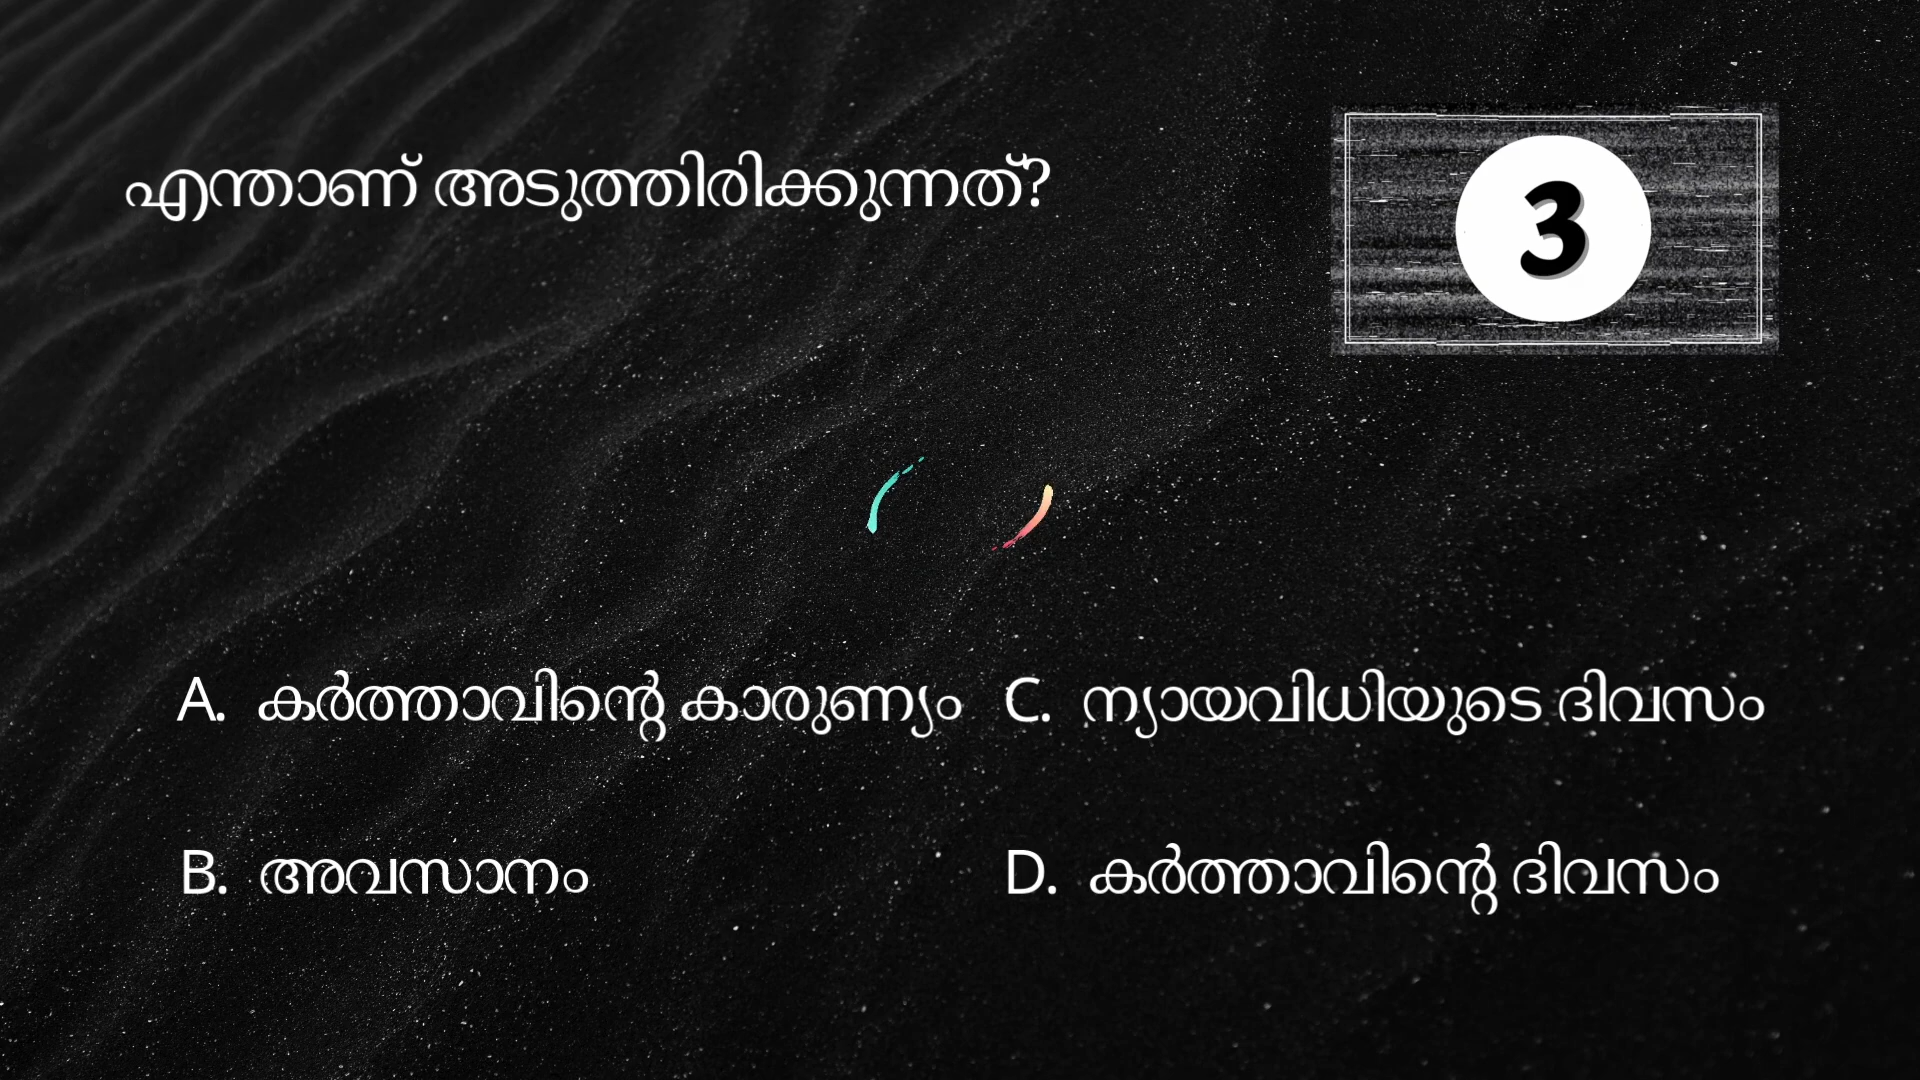 എന്താണ് അടുത്തിരിക്കുന്നത്?
3
A. കർത്താവിന്റെ കാരുണ്യം
B. അവസാനം
C. ന്യായവിധിയുടെ ദിവസം
D. കർത്താവിന്റെ ദിവസം